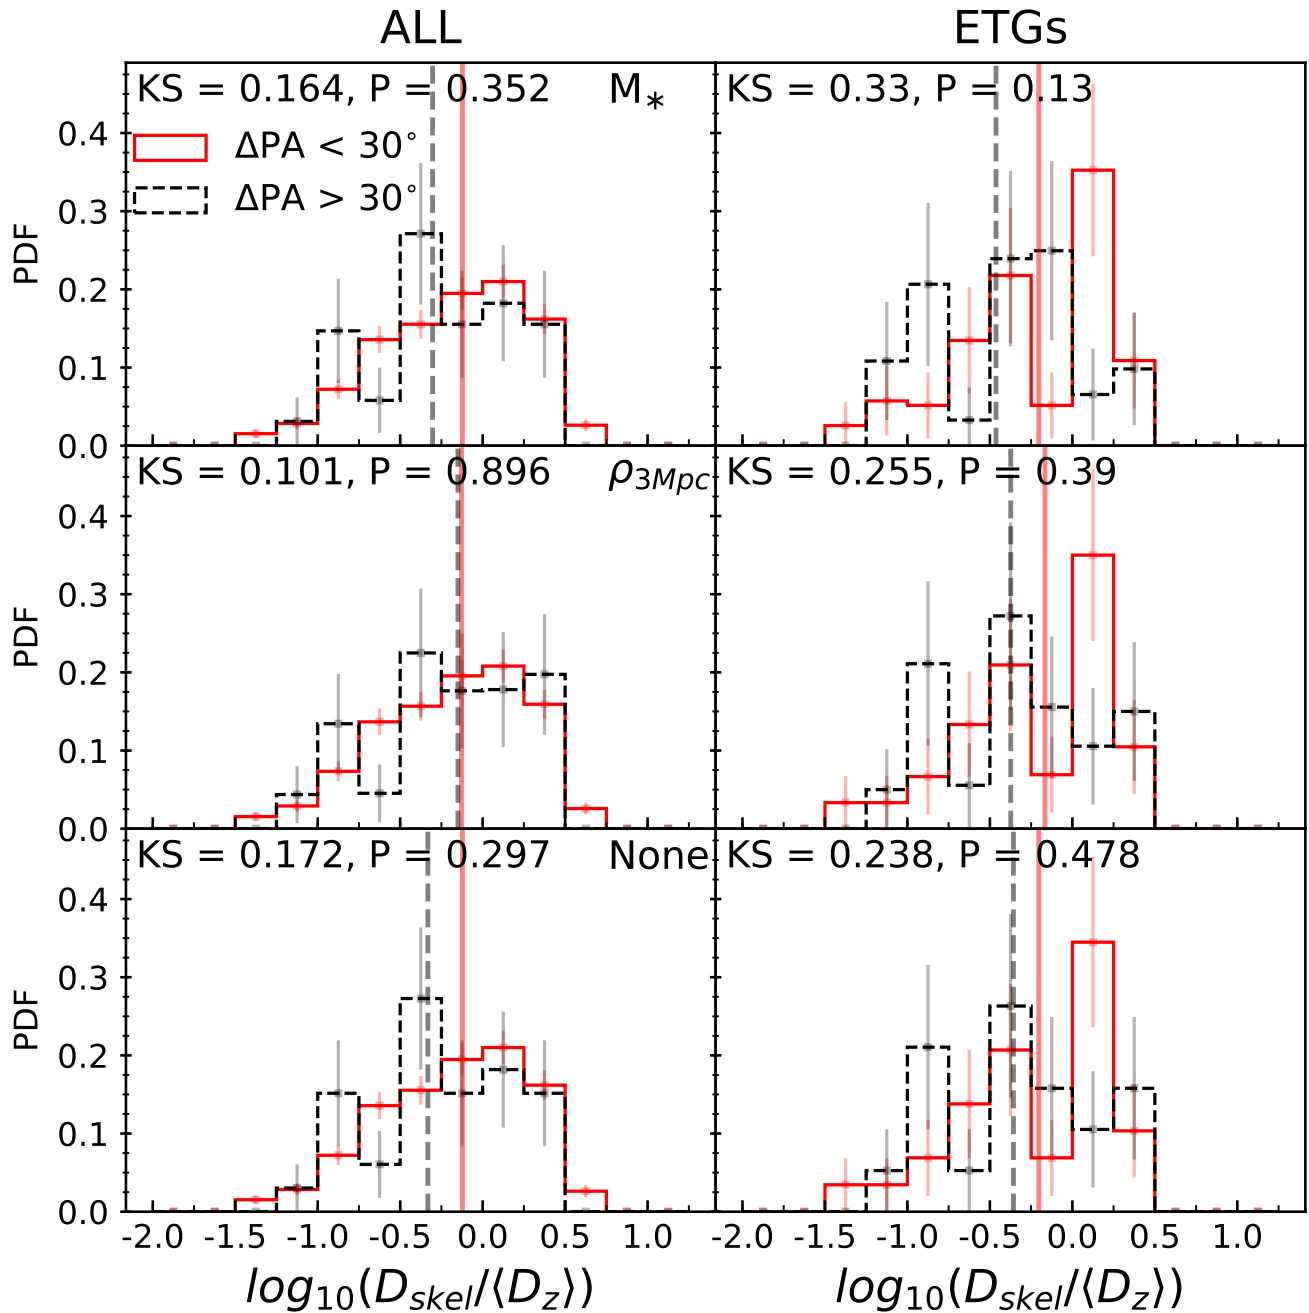 ALL
ETGs
KS = 0.164, P = 0.352
M*
KS = 0.33, P = 0.13
ΔPA < 30°
ΔPA > 30°
PDF
0.4
0.3
0.2
0.1
0.0
KS = 0.101, P = 0.896
ρ3Mpc
KS = 0.255, P = 0.39
PDF
0.4
0.3
0.2
0.1
0.0
KS = 0.172, P = 0.297
None
KS = 0.238, P = 0.478
PDF
0.4
0.3
0.2
0.1
0.0
-2.0 -1.5 -1.0 -0.5 0.0 0.5 1.0
-2.0 -1.5 -1.0 -0.5 0.0 0.5 1.0
log10(Dskel/⟨Dz⟩)
log10(Dskel/⟨Dz⟩)